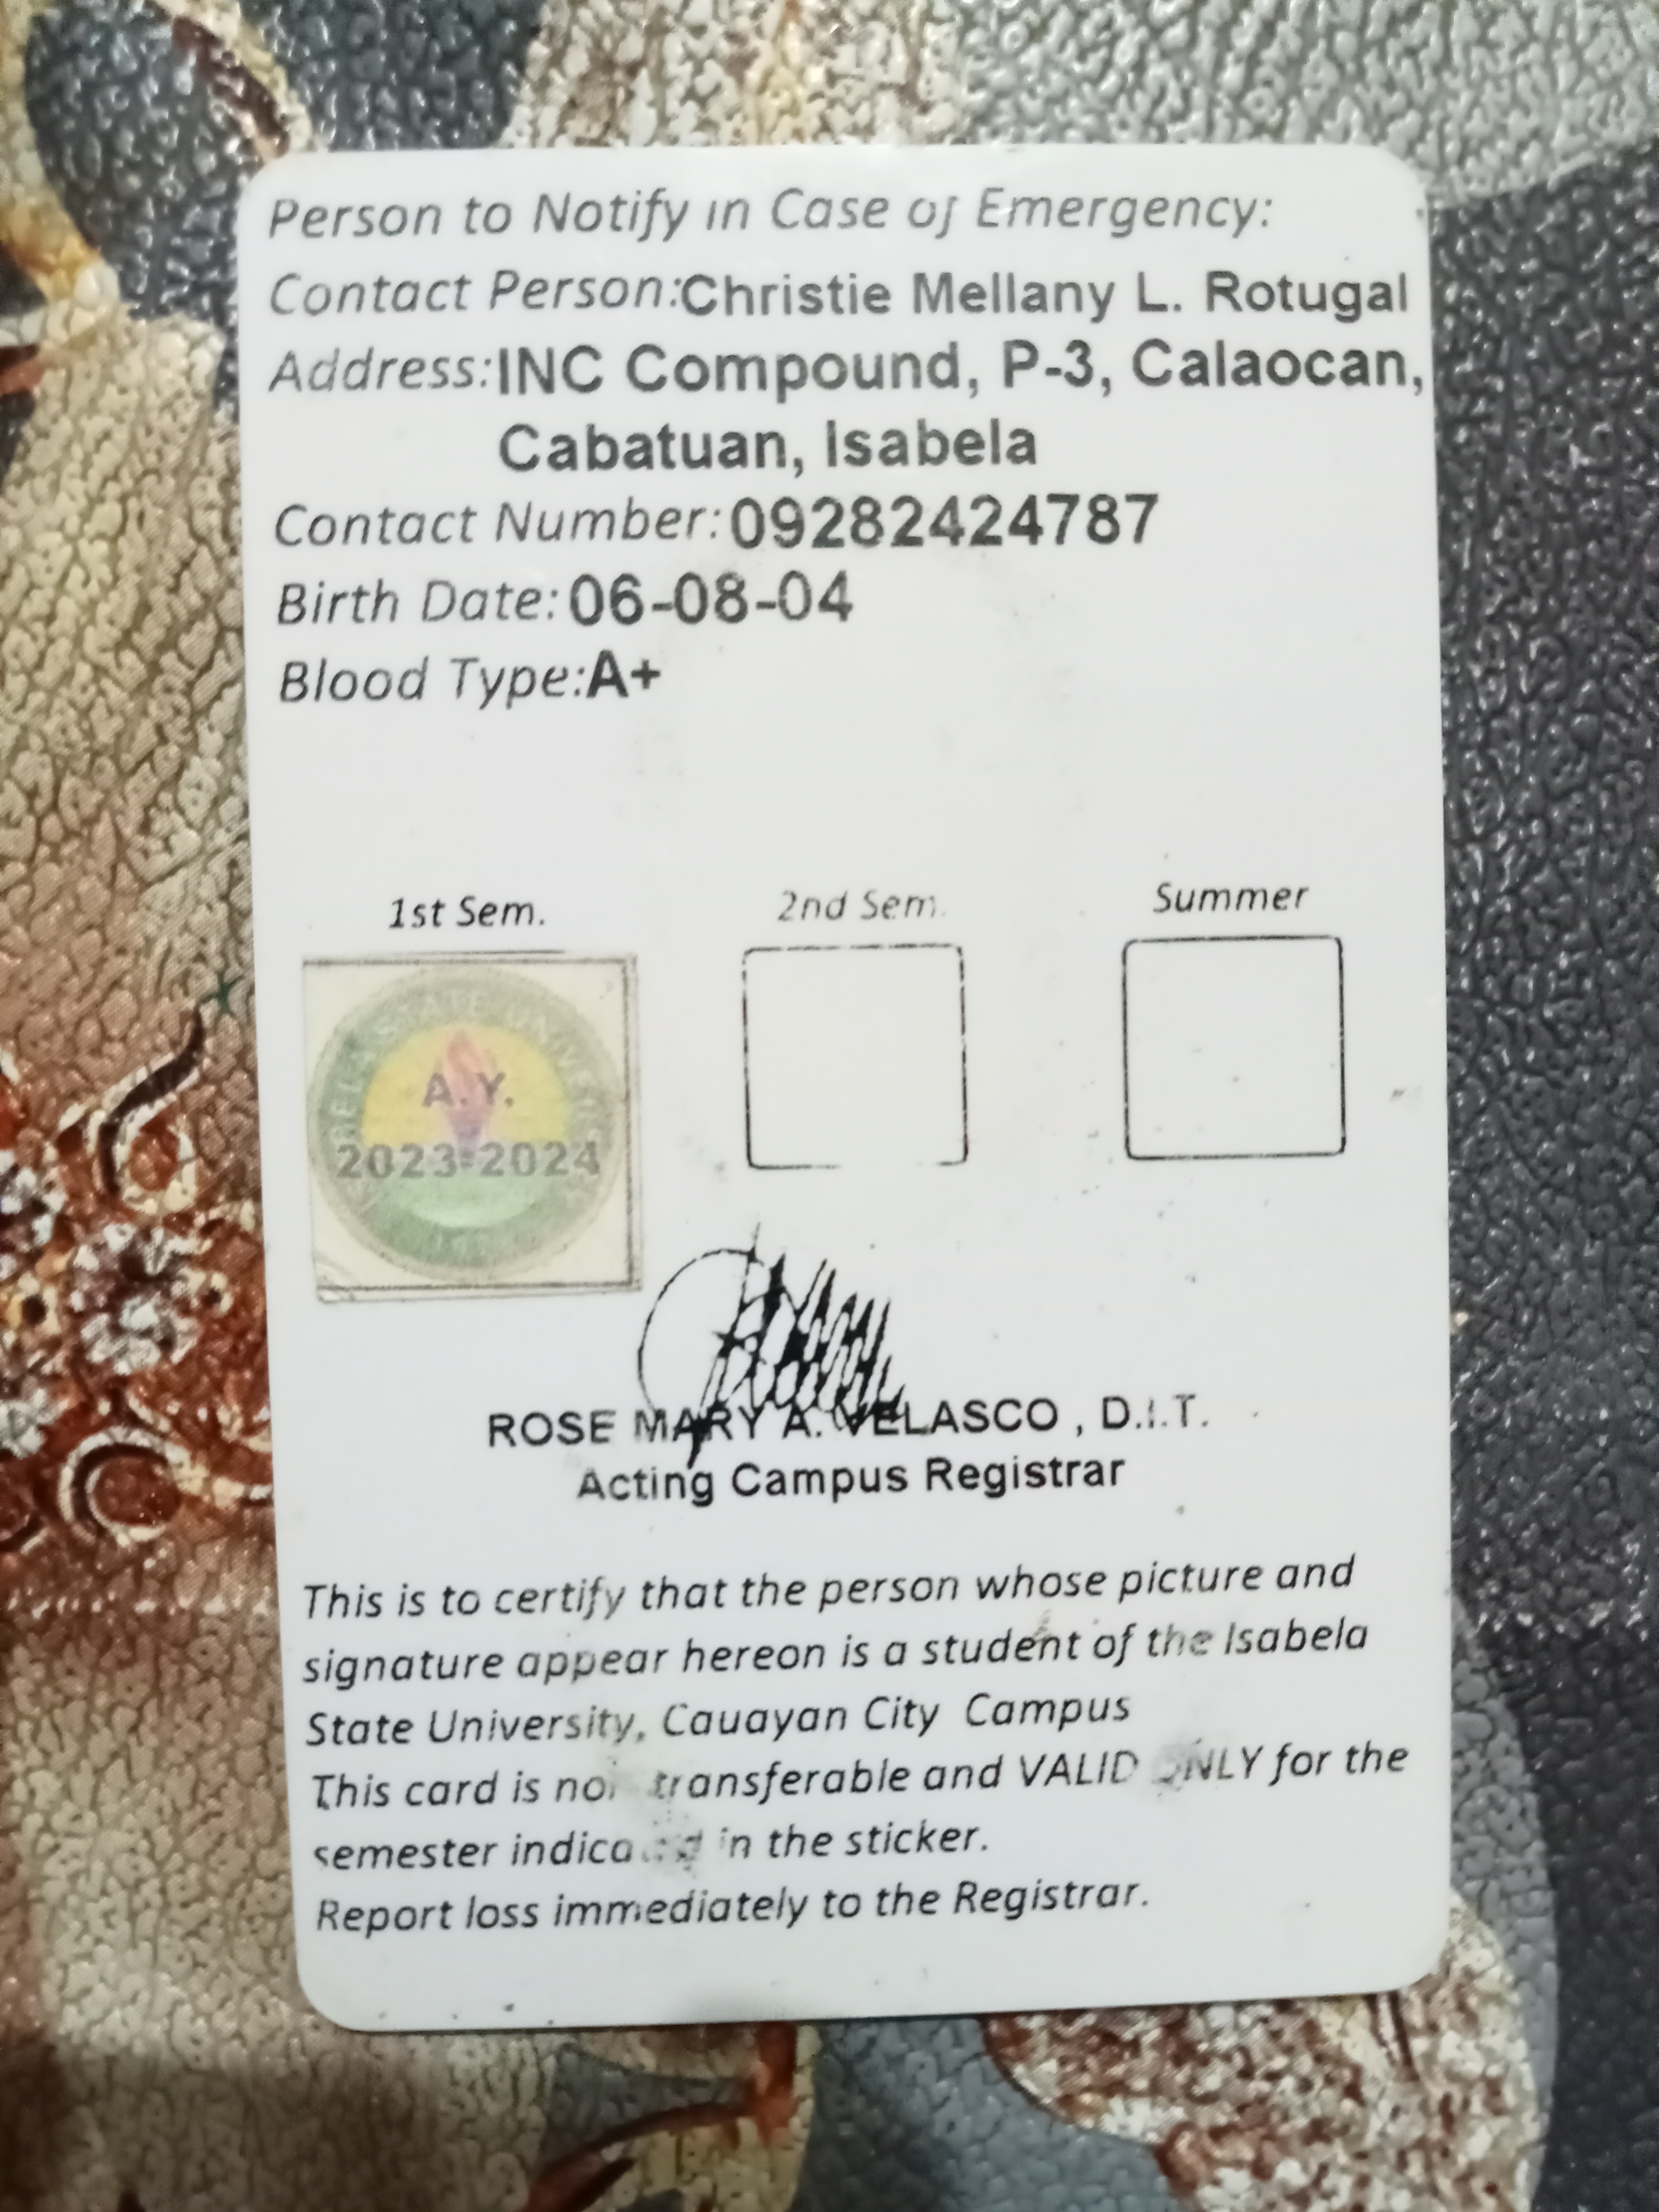 Person to Notify in Case of Emergency:
Contact Person:Christie Mellany L. Rotugal
Address:INC Compound, P-3, Calaocan,
Cabatuan, Isabela
Contact Number:09282424787
Birth Date:06-08-04
Blood Type:A+
1st Sem. 2nd Sem. Summer
A.Y.
2023-2024
ROSE MARY A. VELASCO , D.I.T.
Acting Campus Registrar
This is to certify that the person whose picture and
signature appear hereon is a student of the Isabela
State University, Cauayan City Campus
This card is not transferable and VALID ONLY for the
semester indicated in the sticker.
Report loss immediately to the Registrar.